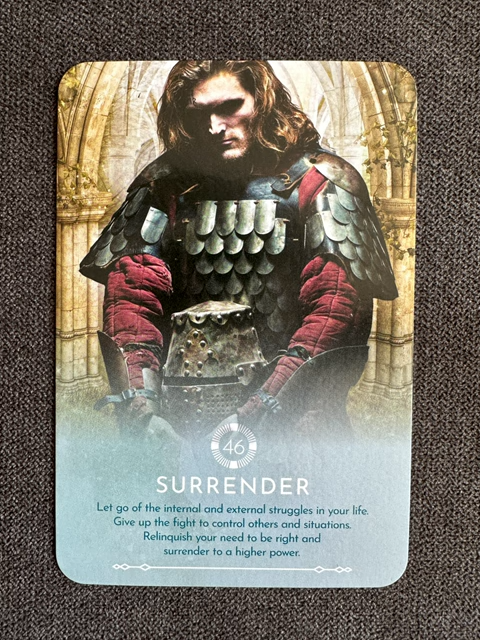 46
SURRENDER
Let go of the internal and external struggles in your life.
Give up the fight to control others and situations.
Relinquish your need to be right and
surrender to a higher power.